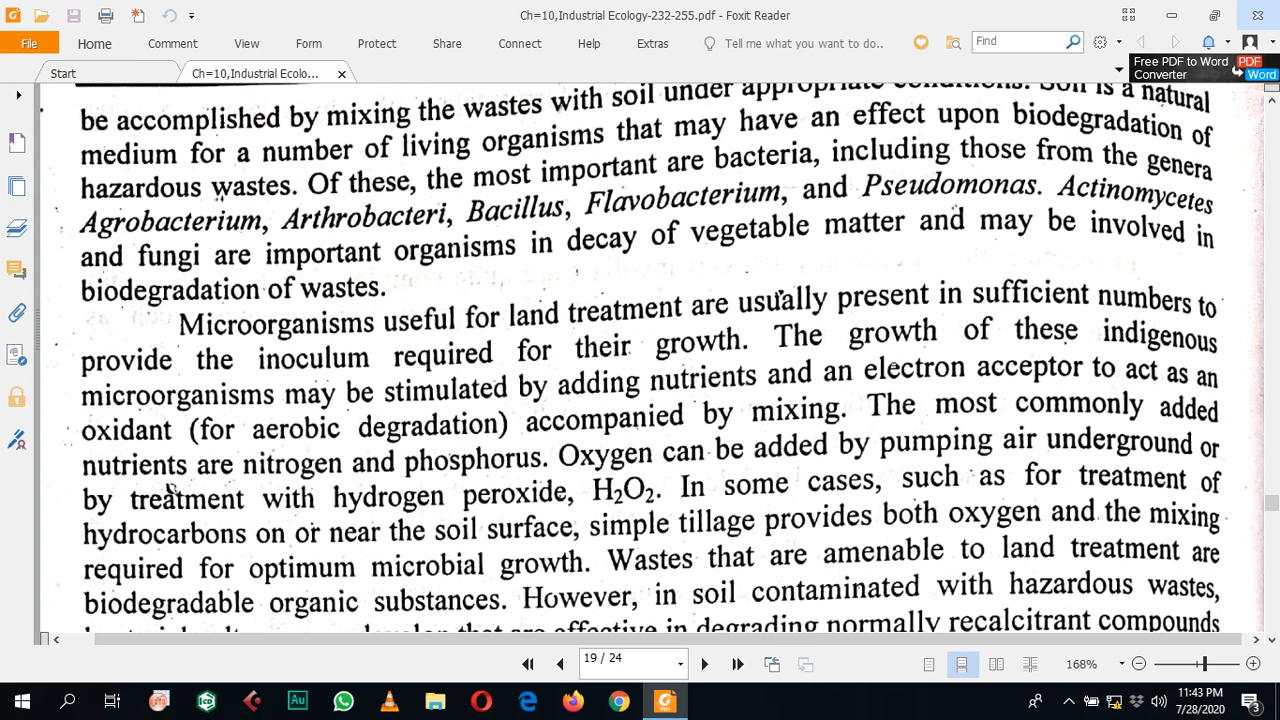 Ch=10,Industrial Ecology-232-255.pdf - Foxit Reader
File Home Comment View Form Protect Share Connect Help Extras Tell me what you want to do.. Find
Start Ch=10,Industrial Ecolo...
Free PDF to Word Converter PDF Word
be accomplished by mixing the wastes with soil under appropriate conditions. Soil is a natural
medium for a number of living organisms that may have an effect upon biodegradation of
hazardous wastes. Of these, the most important are bacteria, including those from the genera
Agrobacterium, Arthrobacteri, Bacillus, Flavobacterium, and Pseudomonas. Actinomycetes
and fungi are important organisms in decay of vegetable matter and may be involved in
biodegradation of wastes.
Microorganisms useful for land treatment are usually present in sufficient numbers to
provide the inoculum required for their growth. The growth of these indigenous
microorganisms may be stimulated by adding nutrients and an electron acceptor to act as an
oxidant (for aerobic degradation) accompanied by mixing. The most commonly added
nutrients are nitrogen and phosphorus. Oxygen can be added by pumping air underground or
by treatment with hydrogen peroxide, H₂O₂. In some cases, such as for treatment of
hydrocarbons on or near the soil surface, simple tillage provides both oxygen and the mixing
required for optimum microbial growth. Wastes that are amenable to land treatment are
biodegradable organic substances. However, in soil contaminated with hazardous wastes,
that are effective in degrading normally recalcitrant compounds
19 / 24
168%
11:43 PM
7/28/2020